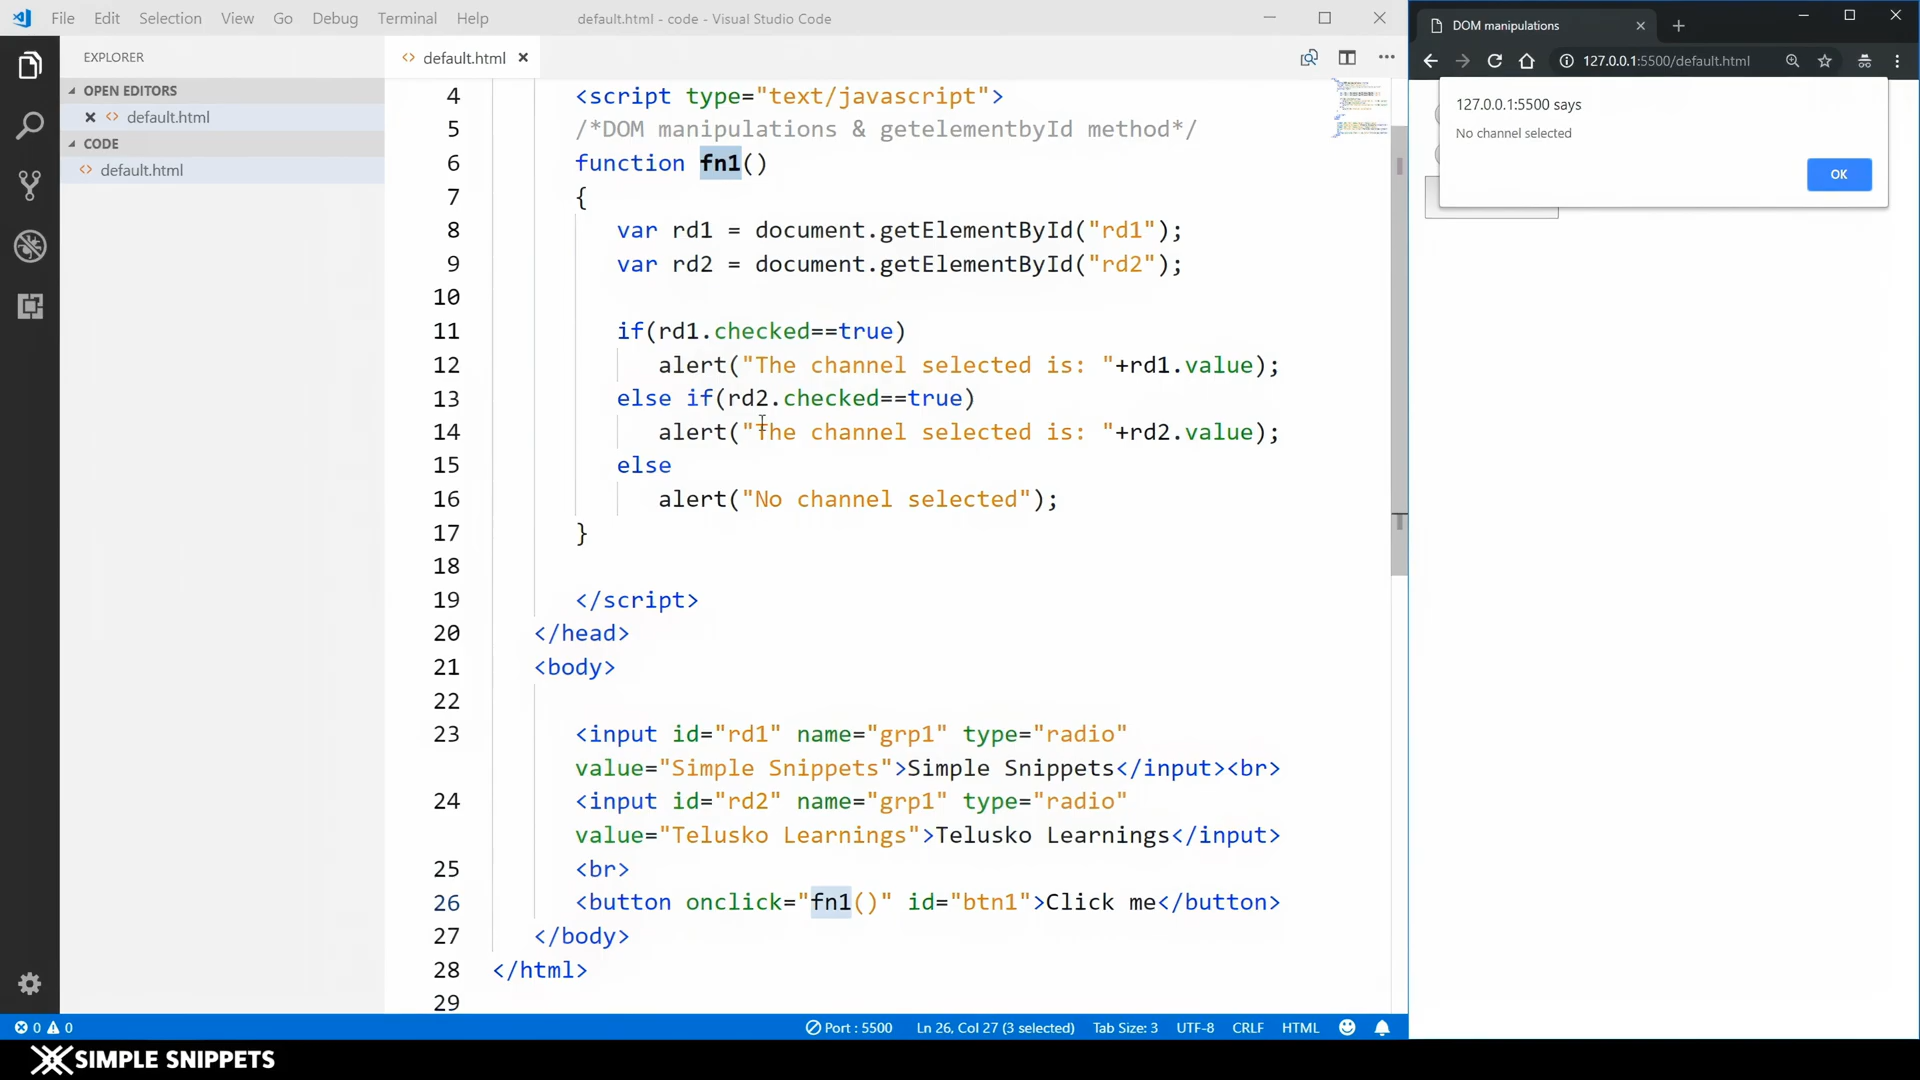 File Edit Selection View Go Debug Terminal Help default.html - code - Visual Studio Code
EXPLORER
OPEN EDITORS
default.html
CODE
default.html
default.html
4 <script type="text/javascript">
5 /*DOM manipulations & getelementbyId method*/
6 function fn1()
7 {
8 var rd1 = document.getElementById("rd1");
9 var rd2 = document.getElementById("rd2");
10
11 if(rd1.checked==true)
12 alert("The channel selected is: "+rd1.value);
13 else if(rd2.checked==true)
14 alert("The channel selected is: "+rd2.value);
15 else
16 alert("No channel selected");
17 }
18
19 </script>
20 </head>
21 <body>
22
23 <input id="rd1" name="grp1" type="radio"
value="Simple Snippets">Simple Snippets</input><br>
24 <input id="rd2" name="grp1" type="radio"
value="Telusko Learnings">Telusko Learnings</input>
25 <br>
26 <button onclick="fn1()" id="btn1">Click me</button>
27 </body>
28 </html>
29
0 0 Port : 5500 Ln 26, Col 27 (3 selected) Tab Size: 3 UTF-8 CRLF HTML
DOM manipulations
127.0.0.1:5500/default.html
127.0.0.1:5500 says
No channel selected
OK
SIMPLE SNIPPETS